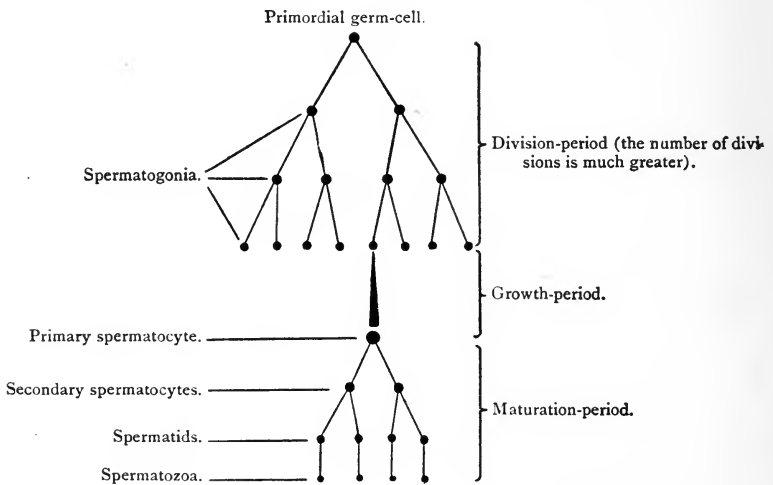 Primordial germ-cell.
Division-period (the number of divi-
sions is much greater).
Spermatogonia.
Growth-period.
Primary spermatocyte.
Secondary spermatocytes.
Maturation-period.
Spermatids.
Spermatozoa.